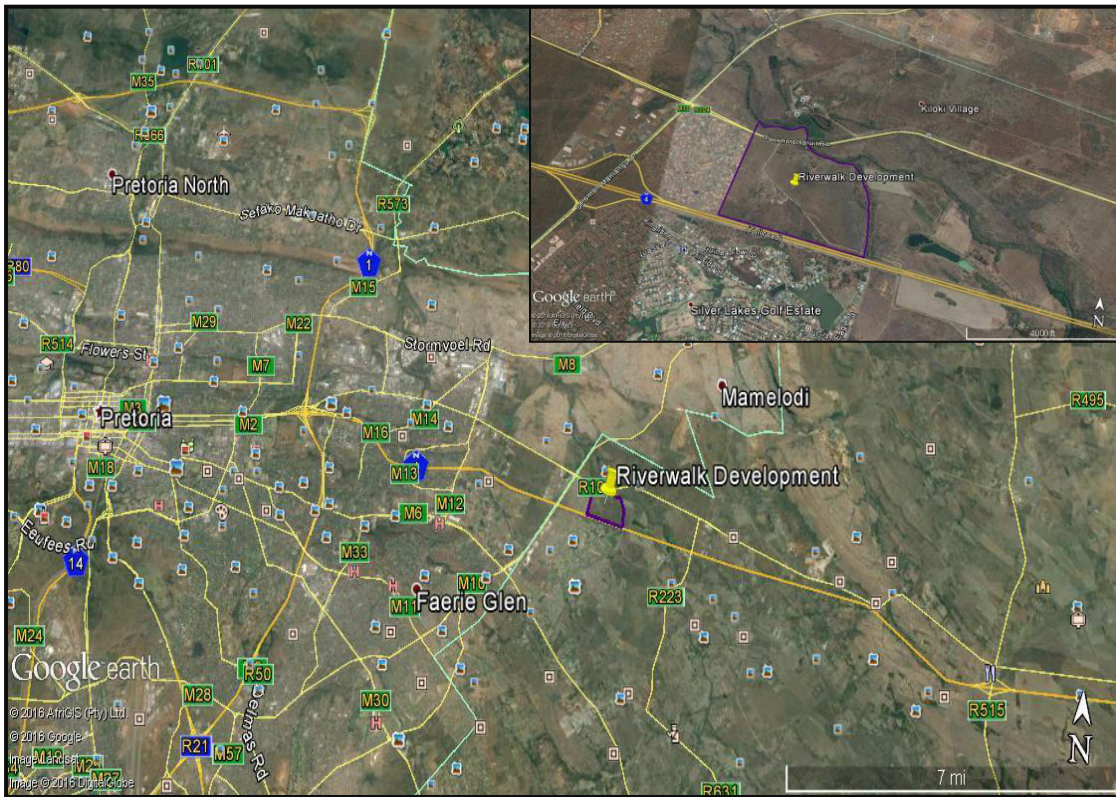 R101
M35
R566
Pretoria North
Sefako Makgatho Dr
R573
1
M15
R80
M29
M22
R514
Flowers St
M7
Stormvoel Rd
M8
Mamelodi
R495
M3
Pretoria
M2
M14
M16
M18
M13
N
M12
Riverwalk Development
R10
M6
Eeufees Rd
14
M33
M10
M11
Faerie Glen
R223
M24
Google earth
R50
M28
Delmas Rd
M30
R515
R21
M57
R631
© 2016 AfriGIS (Pty) Ltd.
© 2016 Google
Image Landsat
Image © 2016 DigitalGlobe
N
7 mi
Kiloki Village
Riverwalk Development
4
Silver Lakes Golf Estate
Google earth
N
4000 ft